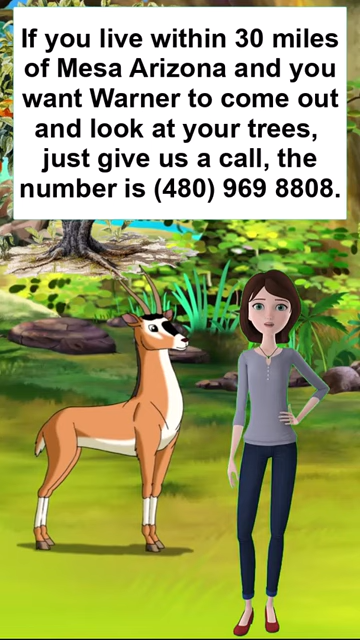 If you live within 30 miles
of Mesa Arizona and you
want Warner to come out
and look at your trees,
just give us a call, the
number is (480) 969 8808.